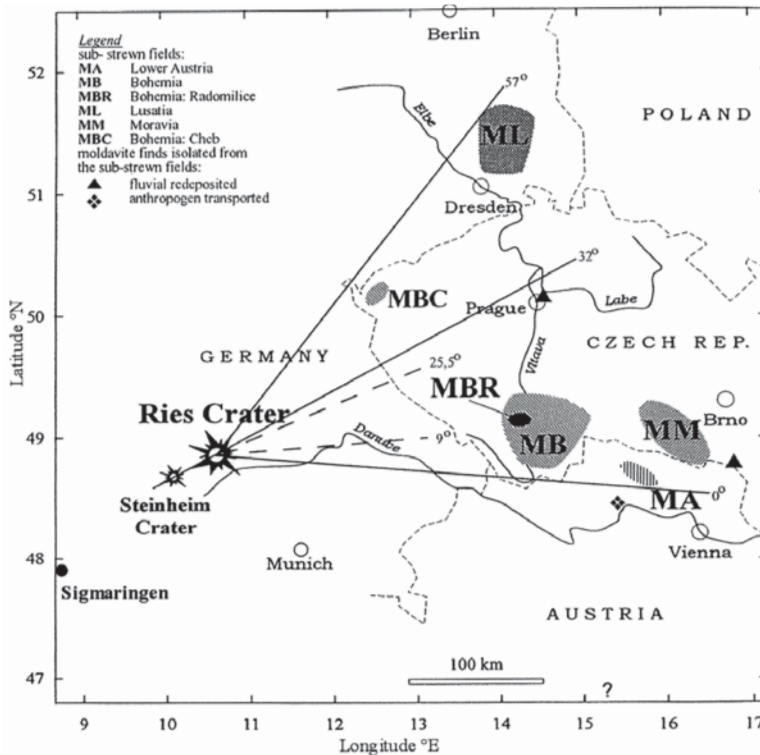 Legend
sub- strewn fields:
MA Lower Austria
MB Bohemia
MBR Bohemia: Radomilice
ML Lusatia
MM Moravia
MBC Bohemia: Cheb
moldavite finds isolated from
the sub-strewn fields:
fluvial redeposited
anthropogen transported
Berlin
57°
Elbe
ML
POLAND
Dresden
32°
MBC
Prague
Labe
GERMANY
CZECH REP.
Vltava
25,5°
MBR
Ries Crater
Brno
MM
MB
Danube
9°
Steinheim
Crater
MA
0°
Munich
Vienna
Sigmaringen
AUSTRIA
100 km
?
Latitude °N
52
51
50
49
48
47
9 10 11 12 13 14 15 16 17
Longitude °E